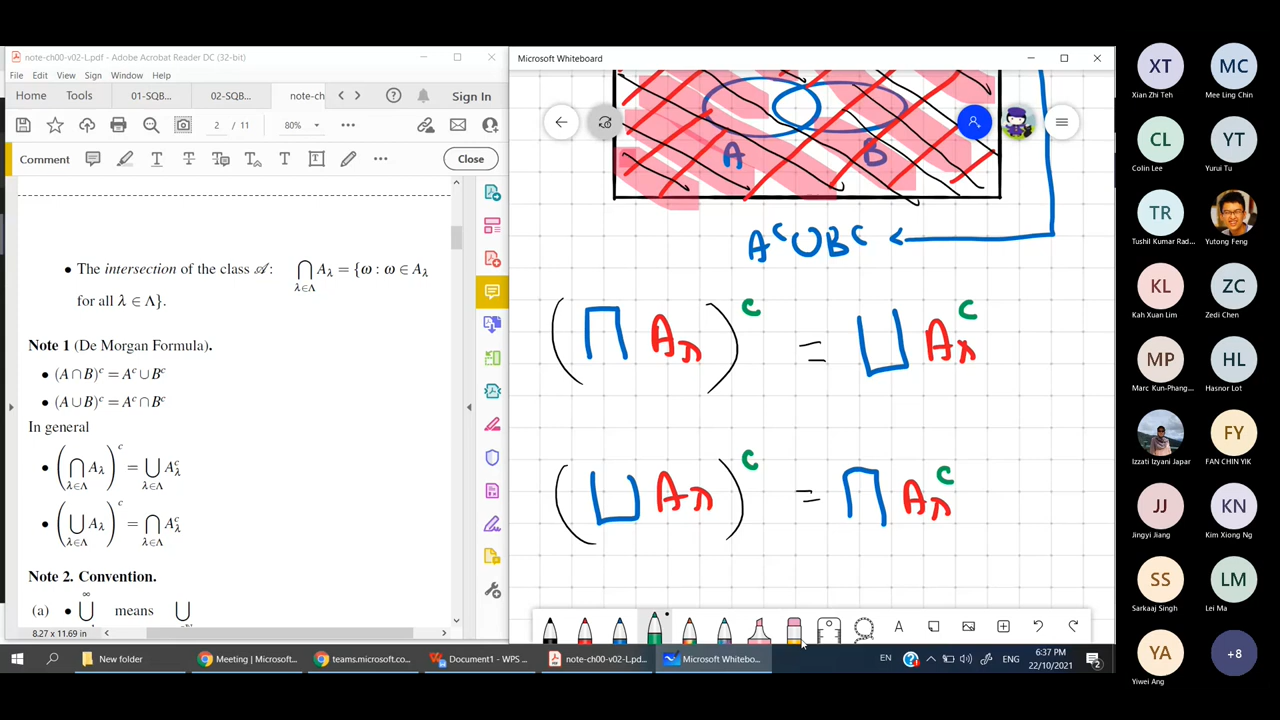 note-ch00-v02-L.pdf - Adobe Acrobat Reader DC (32-bit)
File Edit View Sign Window Help
Home Tools 01-SQB... 02-SQB... note-ch Sign In
2 / 11 80%
Comment Close
• The intersection of the class 𝒜 : ⋂_{λ∈Λ} A_λ = {ω : ω ∈ A_λ
for all λ ∈ Λ}.
Note 1 (De Morgan Formula).
• (A ∩ B)^c = A^c ∪ B^c
• (A ∪ B)^c = A^c ∩ B^c
In general
• (⋂_{λ∈Λ} A_λ)^c = ⋃_{λ∈Λ} A_λ^c
• (⋃_{λ∈Λ} A_λ)^c = ⋂_{λ∈Λ} A_λ^c
Note 2. Convention.
(a) • ⋃^∞ means ⋃
8.27 x 11.69 in
Microsoft Whiteboard
A B
A^c ∪ B^c
(⋂ A_λ)^c = ⋃ A_λ^c
(⋃ A_λ)^c = ⋂ A_λ^c
New folder
Meeting | Microsoft...
teams.microsoft.co...
Document1 - WPS ...
note-ch00-v02-L.pd...
Microsoft Whitebo...
EN
ENG
6:37 PM
22/10/2021
2
XT
Xian Zhi Teh
MC
Mee Ling Chin
CL
Colin Lee
YT
Yurui Tu
TR
Tushil Kumar Rad...
Yutong Feng
KL
Kah Xuan Lim
ZC
Zedi Chen
MP
Marc Kun-Phang...
HL
Hasnor Lot
Izzati Izyani Japar
FY
FAN CHIN YIK
JJ
Jingyi Jiang
KN
Kim Xiong Ng
SS
Sarkaaj Singh
LM
Lei Ma
YA
Yiwei Ang
+8